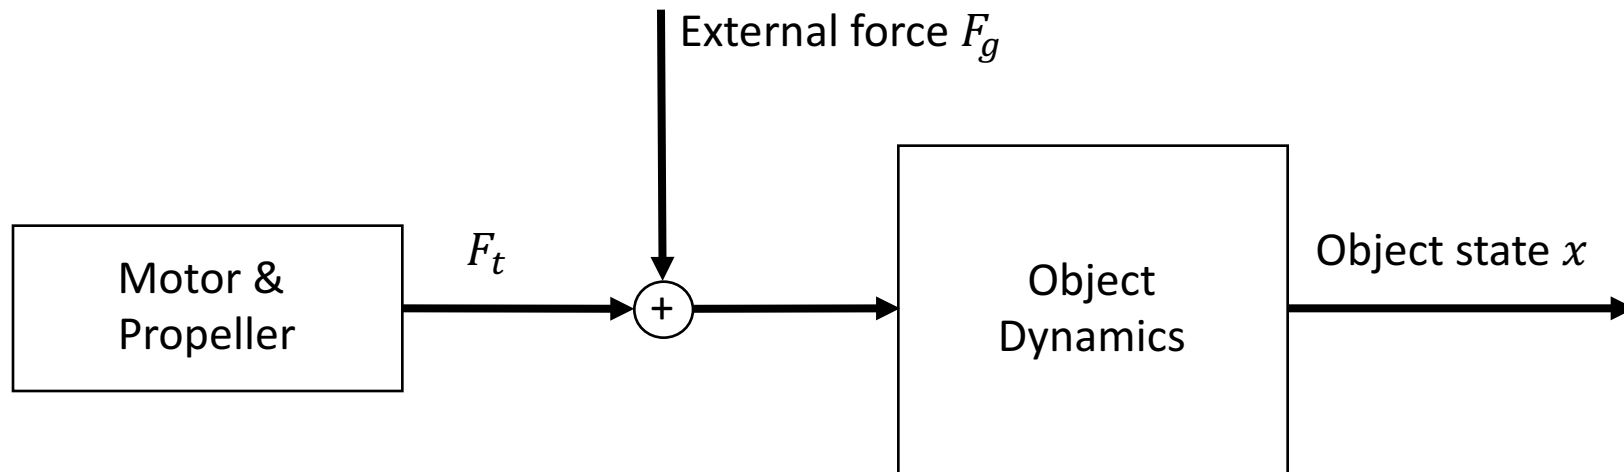 External force F_g
Motor &
Propeller
F_t
+
Object
Dynamics
Object state x